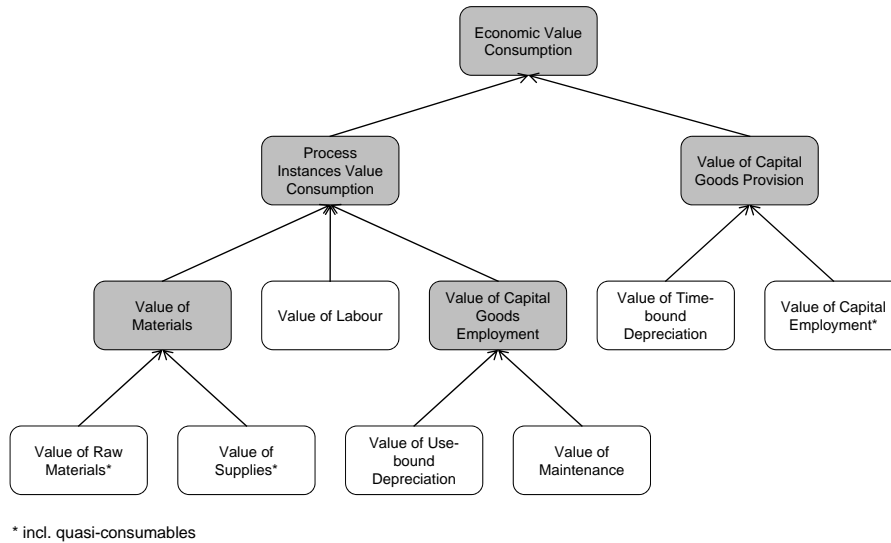 Economic Value
Consumption
Process
Instances Value
Consumption
Value of Capital
Goods Provision
Value of
Materials
Value of Labour
Value of Capital
Goods
Employment
Value of Time-
bound
Depreciation
Value of Capital
Employment*
Value of Raw
Materials*
Value of
Supplies*
Value of Use-
bound
Depreciation
Value of
Maintenance
* incl. quasi-consumables